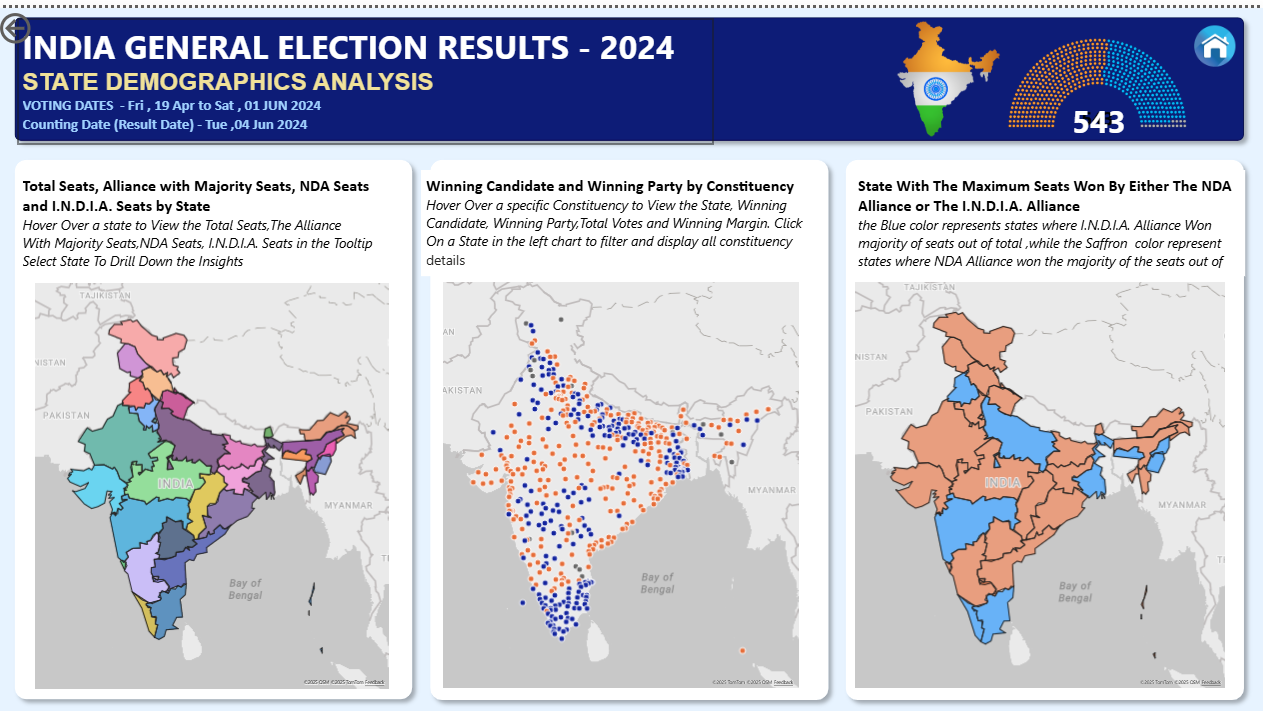 INDIA GENERAL ELECTION RESULTS - 2024
STATE DEMOGRAPHICS ANALYSIS
VOTING DATES - Fri , 19 Apr to Sat , 01 JUN 2024
Counting Date (Result Date) - Tue ,04 Jun 2024
543
Total Seats, Alliance with Majority Seats, NDA Seats
and I.N.D.I.A. Seats by State
Hover Over a state to View the Total Seats,The Alliance
With Majority Seats,NDA Seats, I.N.D.I.A. Seats in the Tooltip
Select State To Drill Down the Insights
TAJIKISTAN
NISTAN
PAKISTAN
INDIA
MYANMAR
TH
Bay of
Bengal
©2025 TomTom ©2025 OSM Feedback
Winning Candidate and Winning Party by Constituency
Hover Over a specific Constituency to View the State, Winning
Candidate, Winning Party,Total Votes and Winning Margin. Click
On a State in the left chart to filter and display all constituency
details
AN
AKISTAN
MYANMAR
Bay of
Bengal
©2025 TomTom ©2025 OSM Feedback
State With The Maximum Seats Won By Either The NDA
Alliance or The I.N.D.I.A. Alliance
the Blue color represents states where I.N.D.I.A. Alliance Won
majority of seats out of total ,while the Saffron color represent
states where NDA Alliance won the majority of the seats out of
TAJIKISTAN
NISTAN
PAKISTAN
INDIA
MYANMAR
Bay of
Bengal
©2025 TomTom ©2025 OSM Feedback